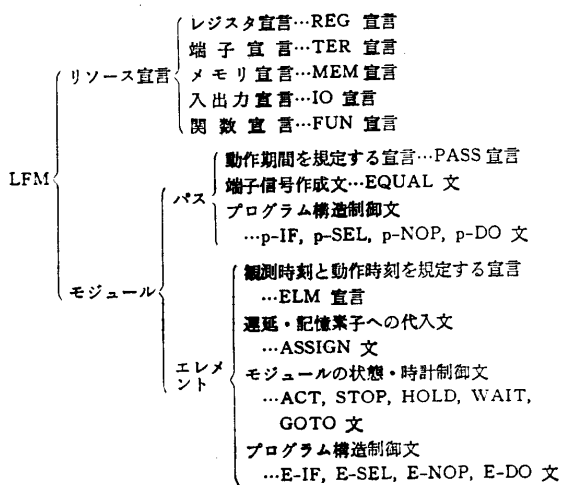 レジスタ宣言…REG 宣言
端 子 宣 言…TER 宣言
リソース宣言
メ モ リ 宣言…MEM宣言
入出力 宣 言…IO 宣言
関 数 宣 言…FUN 宣言
LFM
動作期間を規定する宣言…PASS宣言
パス
端子信号作成文…EQUAL 文
プログラム構造制御文
…p-IF, p-SEL, p-NOP, p-DO 文
モジュール
観測時刻と動作時刻を規定する宣言
…ELM 宣言
遅延・記憶素子への代入文
…ASSIGN 文
エレメ
ント
モジュールの状態・時計制御文
…ACT, STOP, HOLD, WAIT,
GOTO 文
プログラム構造制御文
…E-IF, E-SEL, E-NOP, E-DO 文